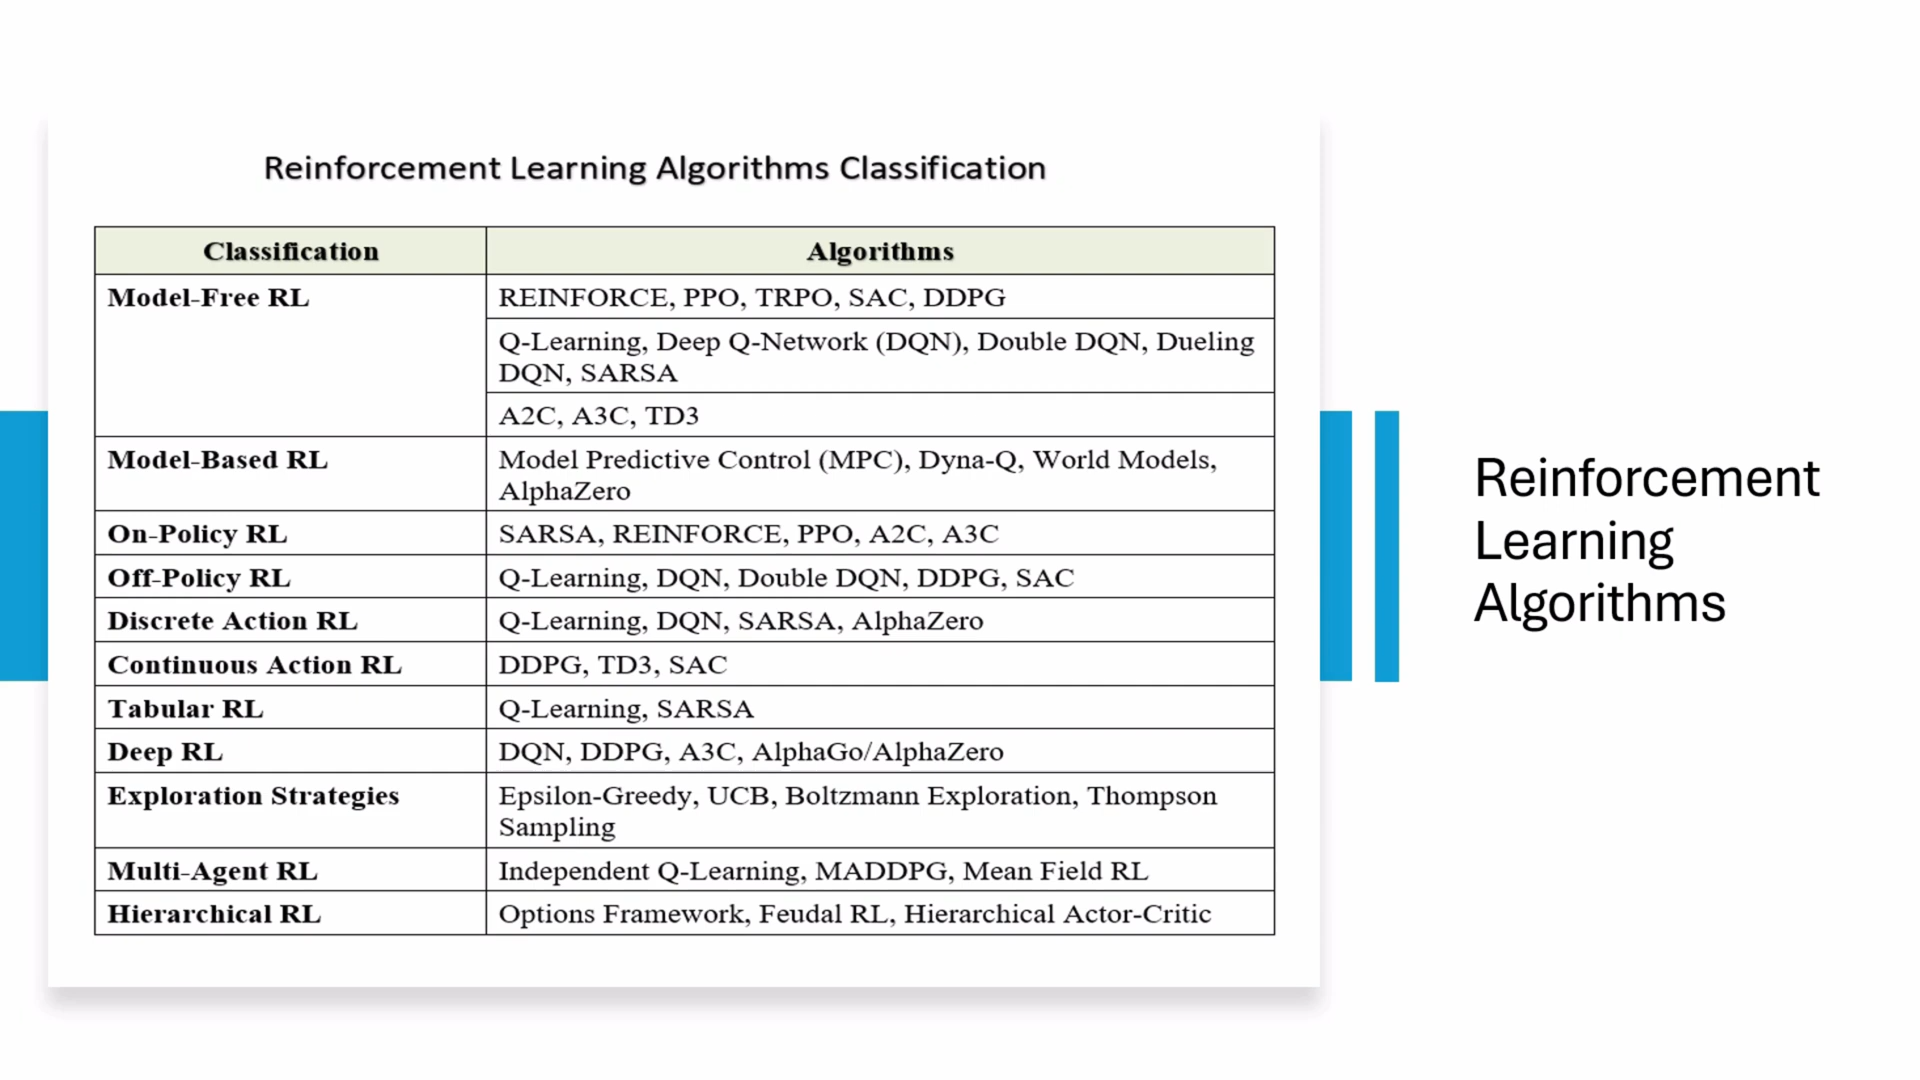 Reinforcement Learning Algorithms Classification
Classification
Algorithms
Model-Free RL
REINFORCE, PPO, TRPO, SAC, DDPG
Q-Learning, Deep Q-Network (DQN), Double DQN, Dueling
DQN, SARSA
A2C, A3C, TD3
Model-Based RL
Model Predictive Control (MPC), Dyna-Q, World Models,
AlphaZero
On-Policy RL
SARSA, REINFORCE, PPO, A2C, A3C
Off-Policy RL
Q-Learning, DQN, Double DQN, DDPG, SAC
Discrete Action RL
Q-Learning, DQN, SARSA, AlphaZero
Continuous Action RL
DDPG, TD3, SAC
Tabular RL
Q-Learning, SARSA
Deep RL
DQN, DDPG, A3C, AlphaGo/AlphaZero
Exploration Strategies
Epsilon-Greedy, UCB, Boltzmann Exploration, Thompson
Sampling
Multi-Agent RL
Independent Q-Learning, MADDPG, Mean Field RL
Hierarchical RL
Options Framework, Feudal RL, Hierarchical Actor-Critic
Reinforcement
Learning
Algorithms